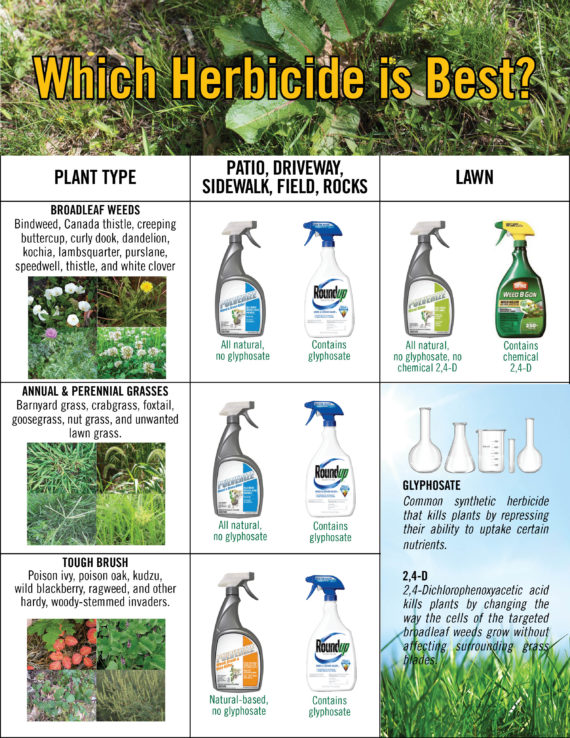 Which Herbicide is Best?
PLANT TYPE
PATIO, DRIVEWAY,
SIDEWALK, FIELD, ROCKS
LAWN
BROADLEAF WEEDS
Bindweed, Canada thistle, creeping
buttercup, curly dook, dandelion,
kochia, lambsquarter, purslane,
speedwell, thistle, and white clover
PULVERIZE
All natural,
no glyphosate
Roundup
Contains
glyphosate
PULVERIZE
All natural,
no glyphosate, no
chemical 2,4-D
ORTHO
WEED B GON
Contains
chemical
2,4-D
ANNUAL & PERENNIAL GRASSES
Barnyard grass, crabgrass, foxtail,
goosegrass, nut grass, and unwanted
lawn grass.
PULVERIZE
All natural,
no glyphosate
Roundup
Contains
glyphosate
GLYPHOSATE
Common synthetic herbicide
that kills plants by repressing
their ability to uptake certain
nutrients.
2,4-D
2,4-Dichlorophenoxyacetic acid
kills plants by changing the
way the cells of the targeted
broadleaf weeds grow without
affecting surrounding grass
blades.
TOUGH BRUSH
Poison ivy, poison oak, kudzu,
wild blackberry, ragweed, and other
hardy, woody-stemmed invaders.
PULVERIZE
Natural-based,
no glyphosate
Roundup
Contains
glyphosate